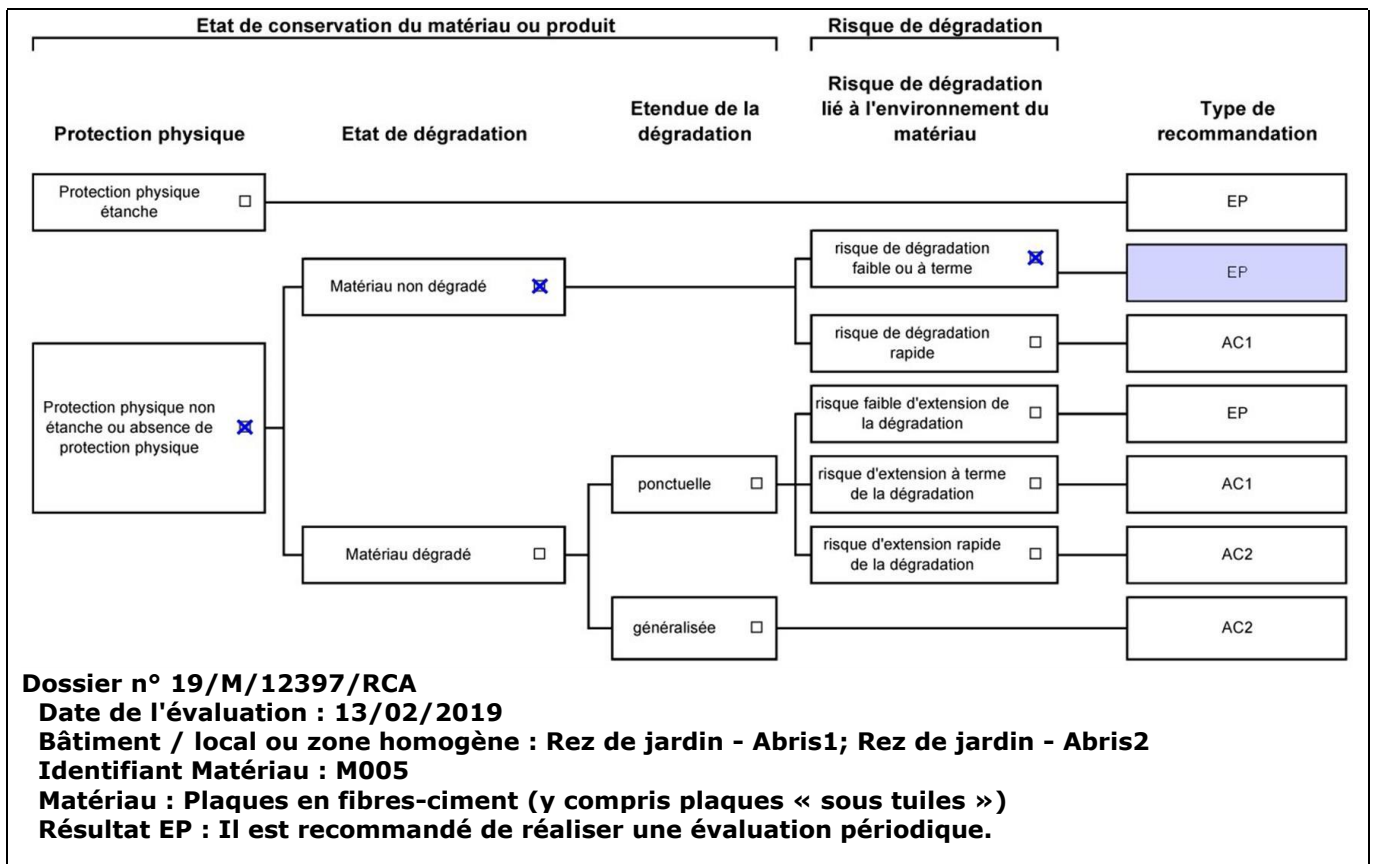 Etat de conservation du matériau ou produit
Risque de dégradation
Protection physique
Etat de dégradation
Etendue de la
dégradation
Risque de dégradation
lié à l'environnement du
matériau
Type de
recommandation
Protection physique
étanche
EP
risque de dégradation
faible ou à terme
EP
Matériau non dégradé
risque de dégradation
rapide
AC1
Protection physique non
étanche ou absence de
protection physique
risque faible d'extension de
la dégradation
EP
ponctuelle
risque d'extension à terme
de la dégradation
AC1
Matériau dégradé
risque d'extension rapide
de la dégradation
AC2
généralisée
AC2
Dossier n° 19/M/12397/RCA
Date de l'évaluation : 13/02/2019
Bâtiment / local ou zone homogène : Rez de jardin - Abris1; Rez de jardin - Abris2
Identifiant Matériau : M005
Matériau : Plaques en fibres-ciment (y compris plaques « sous tuiles »)
Résultat EP : Il est recommandé de réaliser une évaluation périodique.